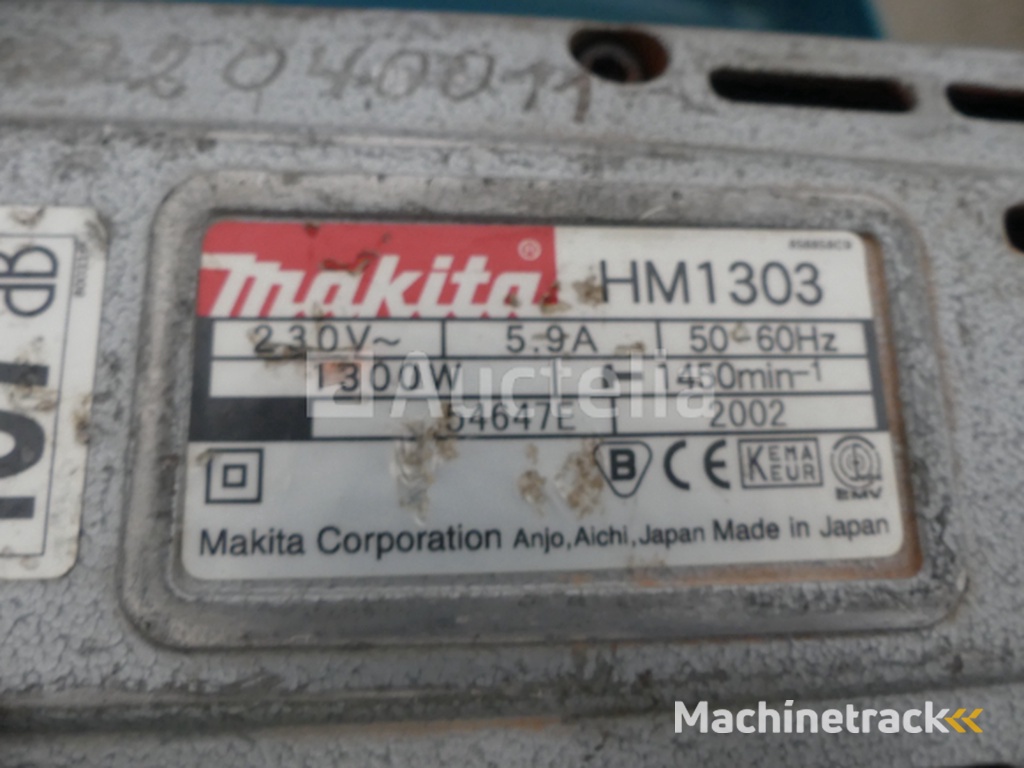 2040011
makita® HM1303
230V~ 5.9A 50-60Hz
1300W 1450min-1
54647E 2002
B CE KEMA KEUR EMV
Makita Corporation Anjo,Aichi,Japan Made in Japan
Auctelia
Machinetrack